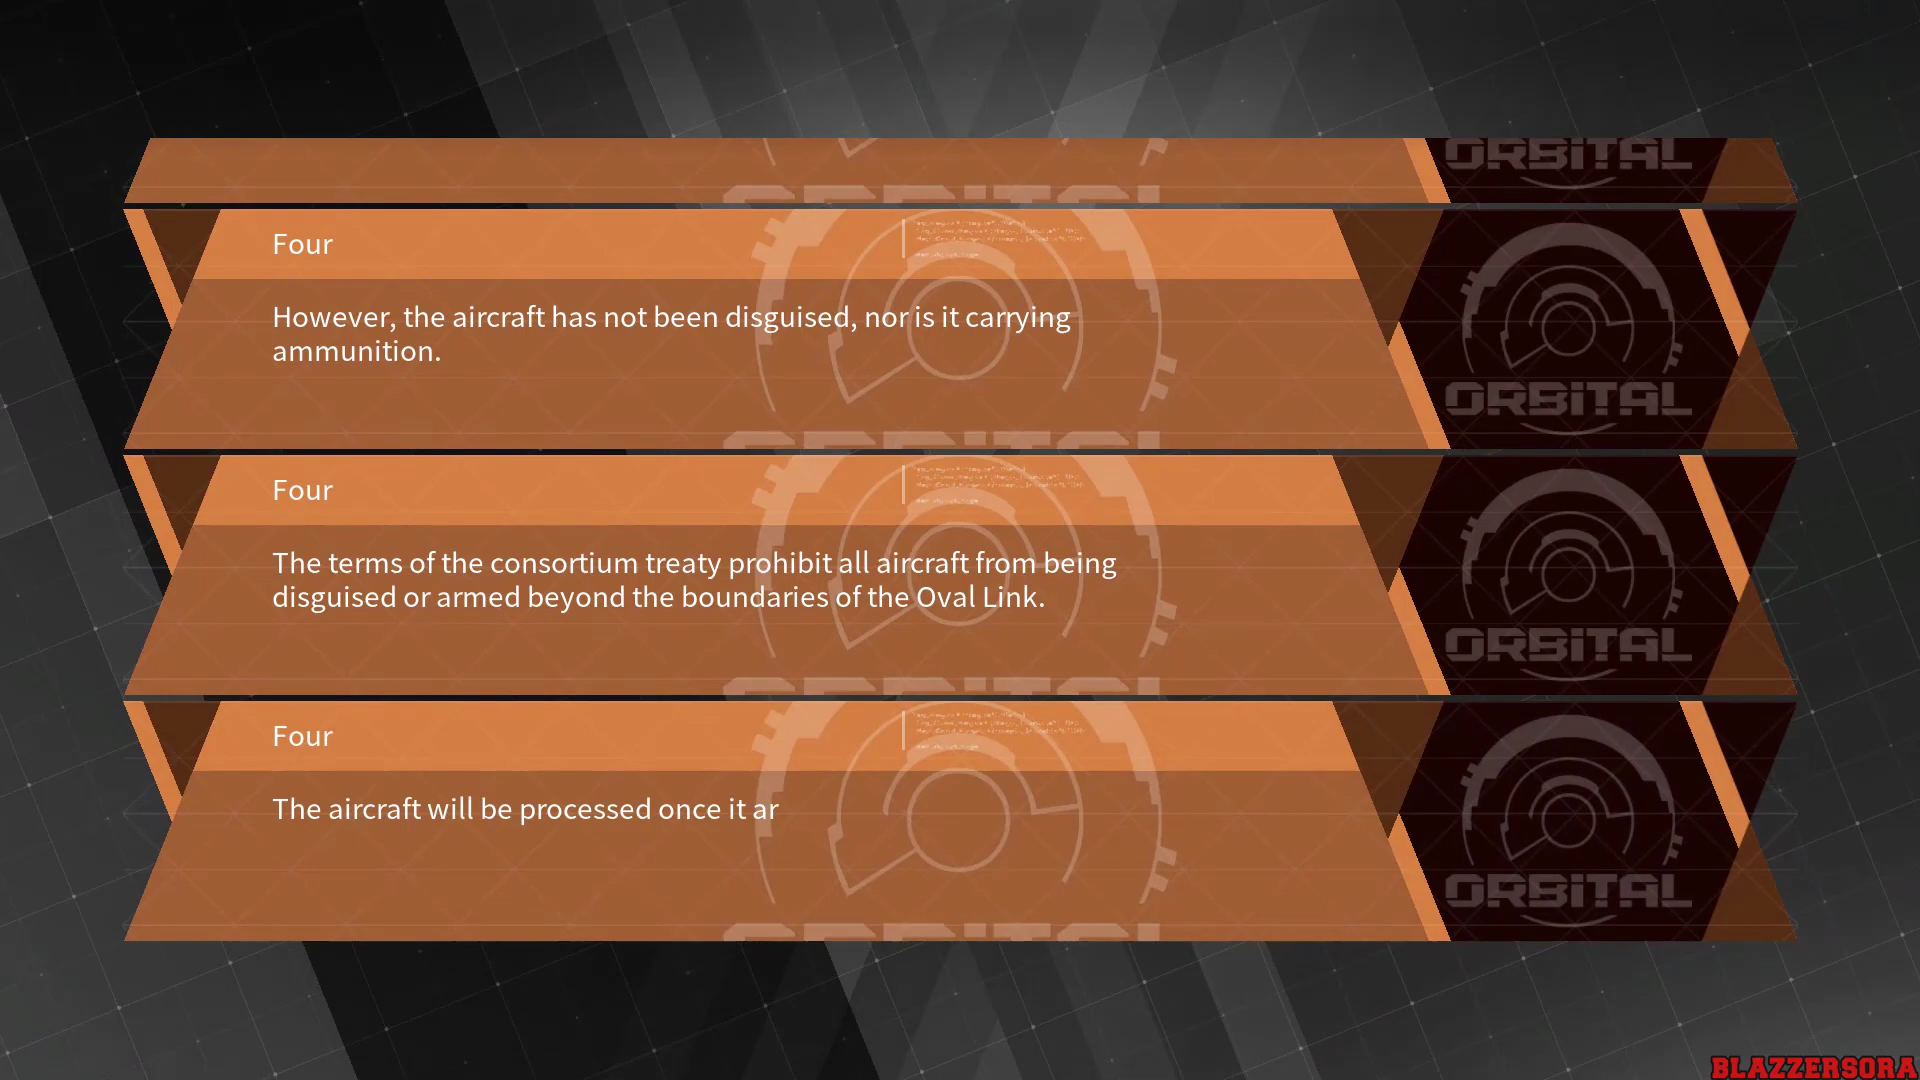 ORBITAL
Four
However, the aircraft has not been disguised, nor is it carrying
ammunition.
ORBITAL
Four
The terms of the consortium treaty prohibit all aircraft from being
disguised or armed beyond the boundaries of the Oval Link.
ORBITAL
Four
The aircraft will be processed once it ar
ORBITAL
BLAZZERSORA